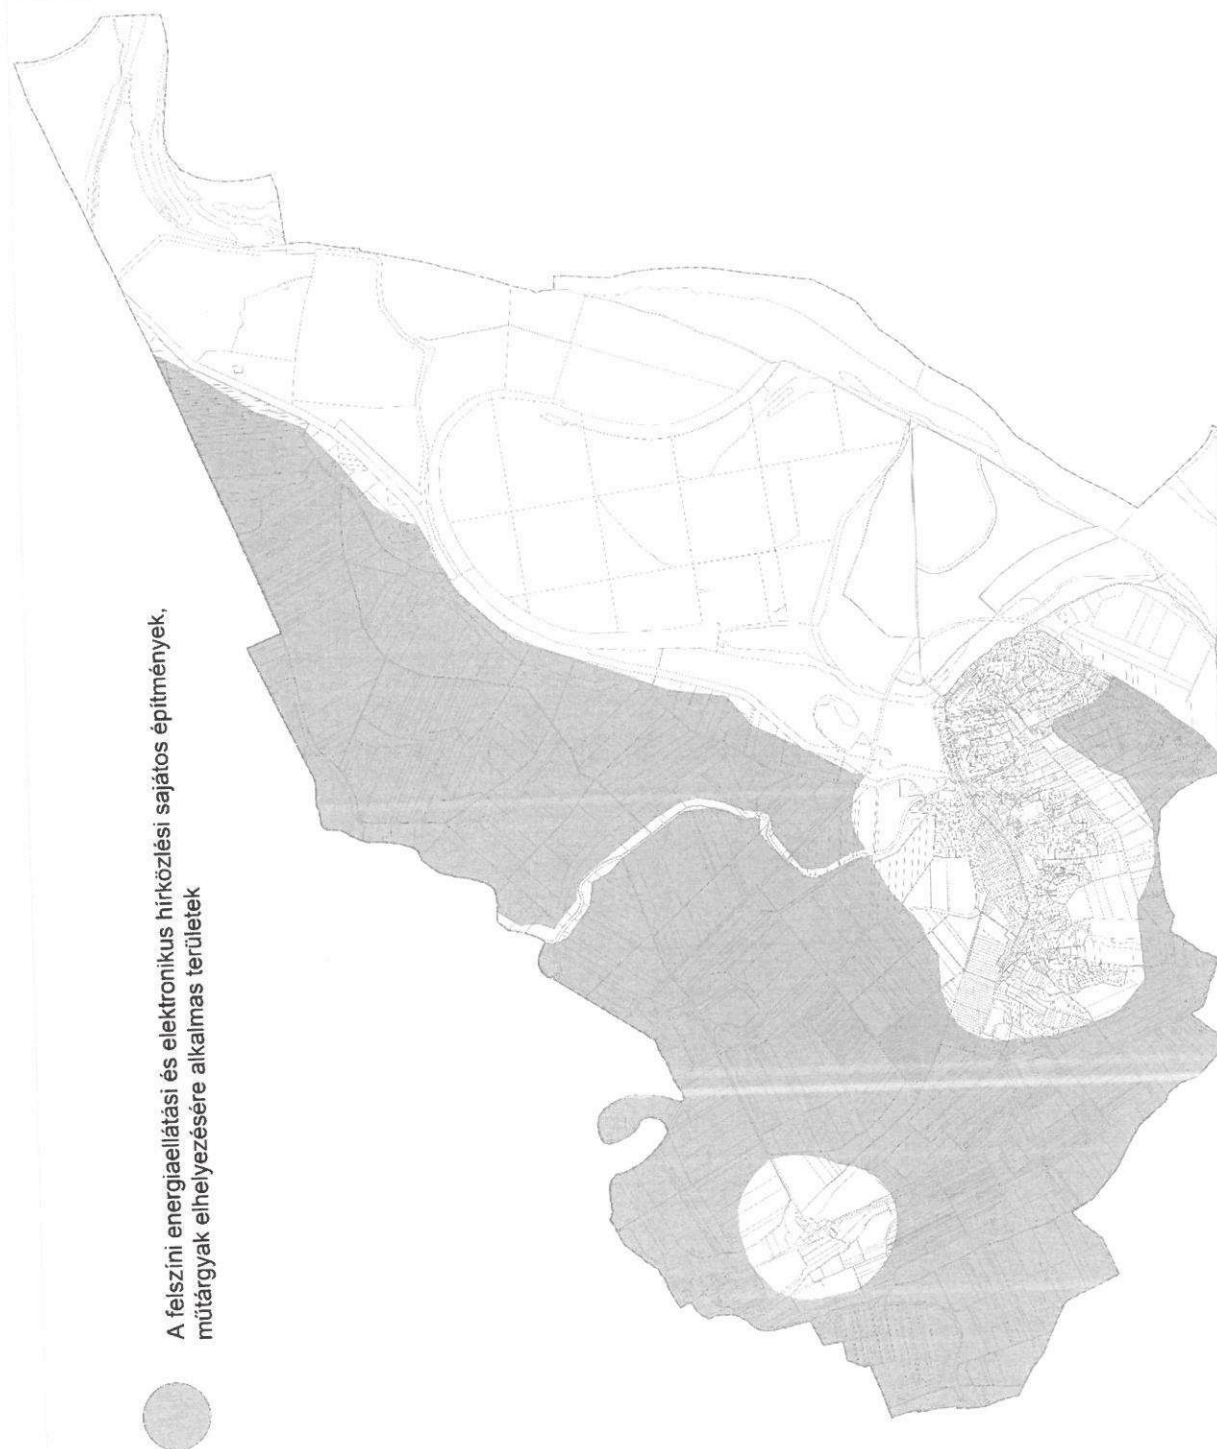 A felszíni energiaellátási és elektronikus hírközlési sajátos építmények,
műtárgyak elhelyezésére alkalmas területek